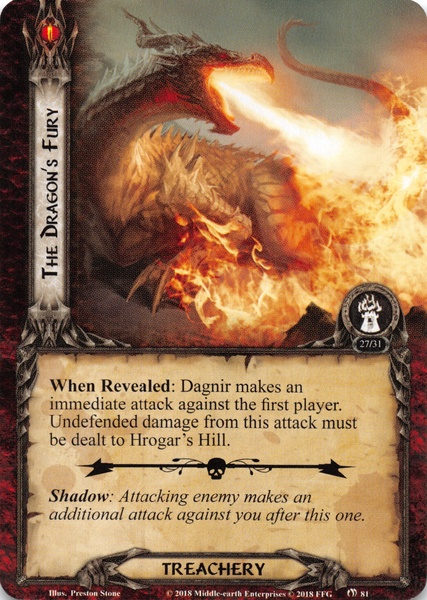 THE DRAGON'S FURY
27/31
When Revealed: Dagnir makes an
immediate attack against the first player.
Undefended damage from this attack must
be dealt to Hrogar's Hill.
Shadow: Attacking enemy makes an
additional attack against you after this one.
TREACHERY
Illus. Preston Stone
© 2018 Middle-earth Enterprises © 2018 FFG
81